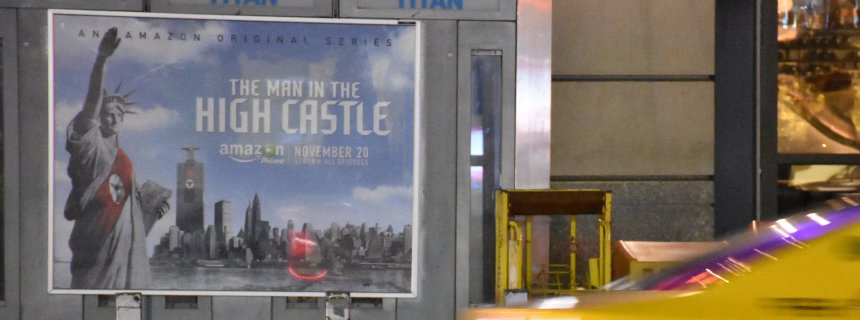 TITAN
TITAN
AN AMAZON ORIGINAL SERIES
THE MAN IN THE
HIGH CASTLE
amazon
Prime
NOVEMBER 20
STREAM ALL EPISODES